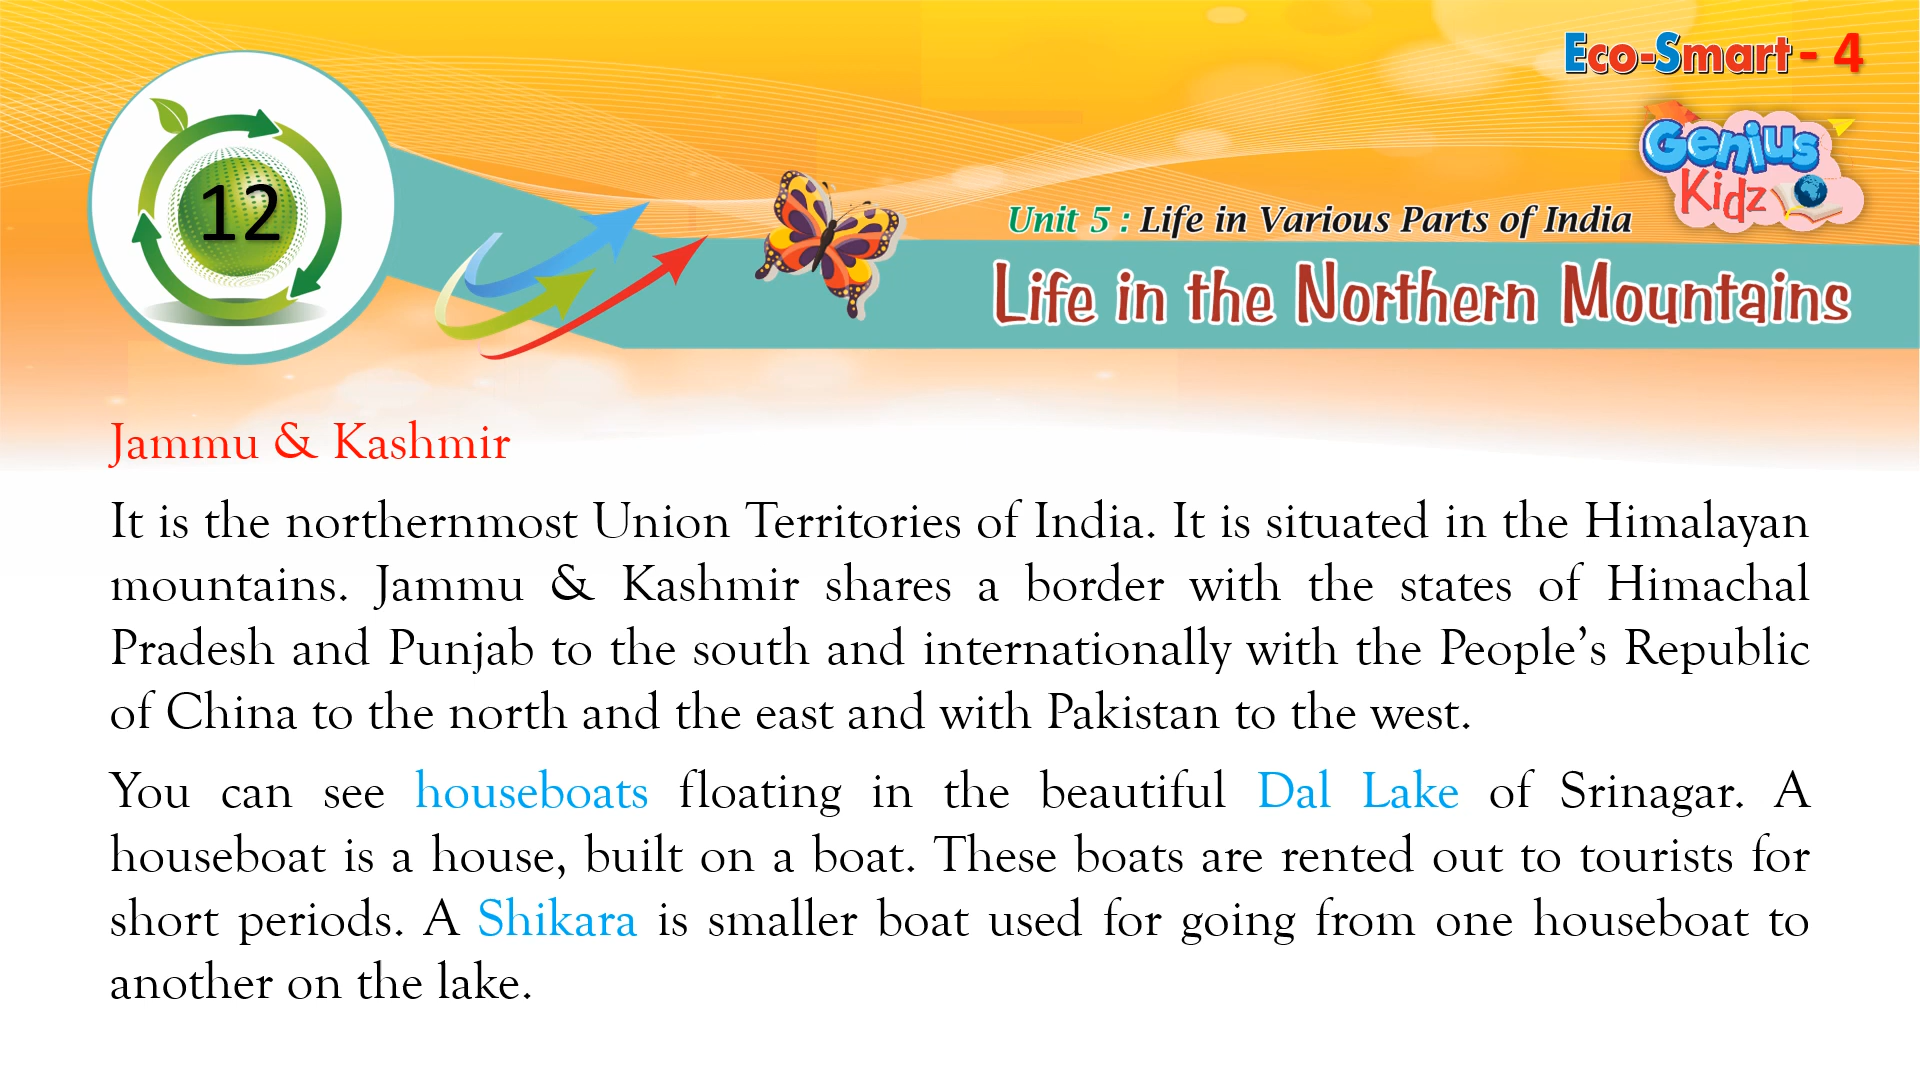 Eco-Smart - 4
Genius
Kidz
12
Unit 5 : Life in Various Parts of India
Life in the Northern Mountains
Jammu & Kashmir
It is the northernmost Union Territories of India. It is situated in the Himalayan
mountains. Jammu & Kashmir shares a border with the states of Himachal
Pradesh and Punjab to the south and internationally with the People’s Republic
of China to the north and the east and with Pakistan to the west.
You can see houseboats floating in the beautiful Dal Lake of Srinagar. A
houseboat is a house, built on a boat. These boats are rented out to tourists for
short periods. A Shikara is smaller boat used for going from one houseboat to
another on the lake.